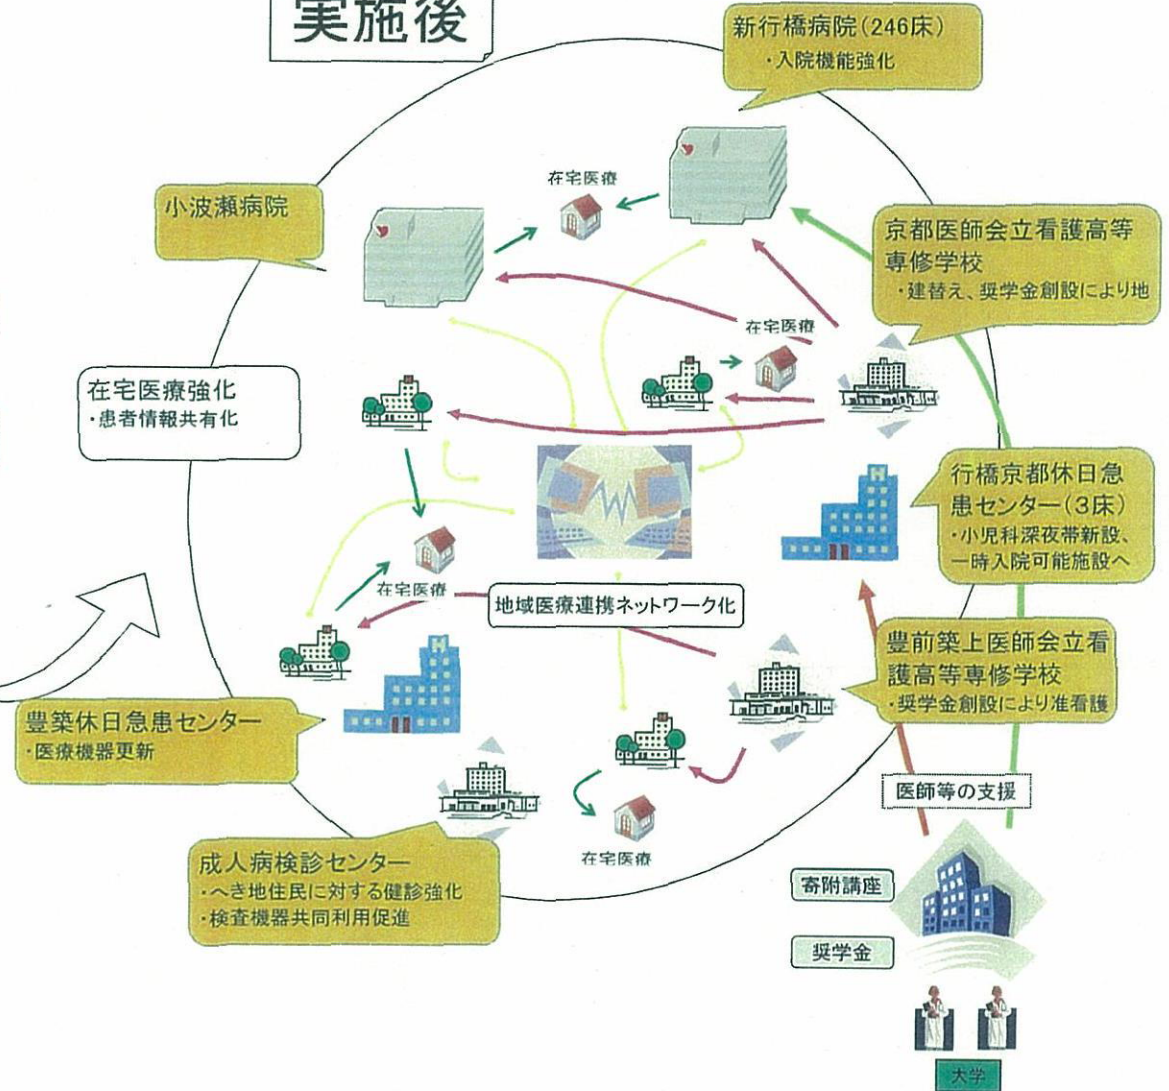 実施後
新行橋病院(246床)
・入院機能強化
在宅医療
小波瀬病院
京都医師会立看護高等
専修学校
・建替え、奨学金創設により地
在宅医療
在宅医療強化
・患者情報共有化
行橋京都休日急
患センター(3床)
・小児科深夜帯新設、
一時入院可能施設へ
在宅医療
地域医療連携ネットワーク化
豊前築上医師会立看
護高等専修学校
・奨学金創設により准看護
豊築休日急患センター
・医療機器更新
医師等の支援
成人病検診センター
・へき地住民に対する健診強化
・検査機器共同利用促進
在宅医療
寄附講座
奨学金
大学